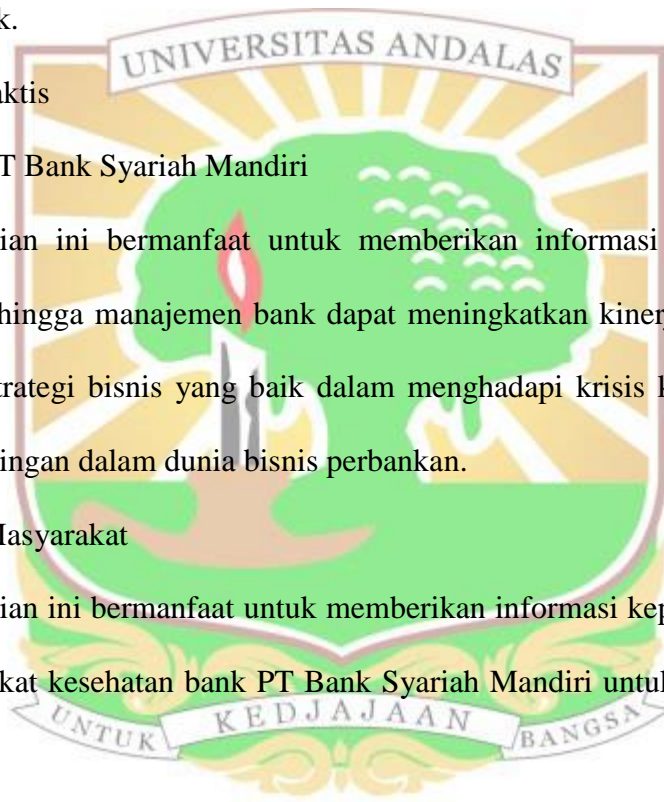 k.
UNIVERSITAS ANDALAS
aktis
T Bank Syariah Mandiri
ian ini bermanfaat untuk memberikan informasi
hingga manajemen bank dapat meningkatkan kinerj
trategi bisnis yang baik dalam menghadapi krisis k
ingan dalam dunia bisnis perbankan.
Masyarakat
ian ini bermanfaat untuk memberikan informasi kep
kat kesehatan bank PT Bank Syariah Mandiri untuk
UNTUK KEDJAJAAN BANGSA